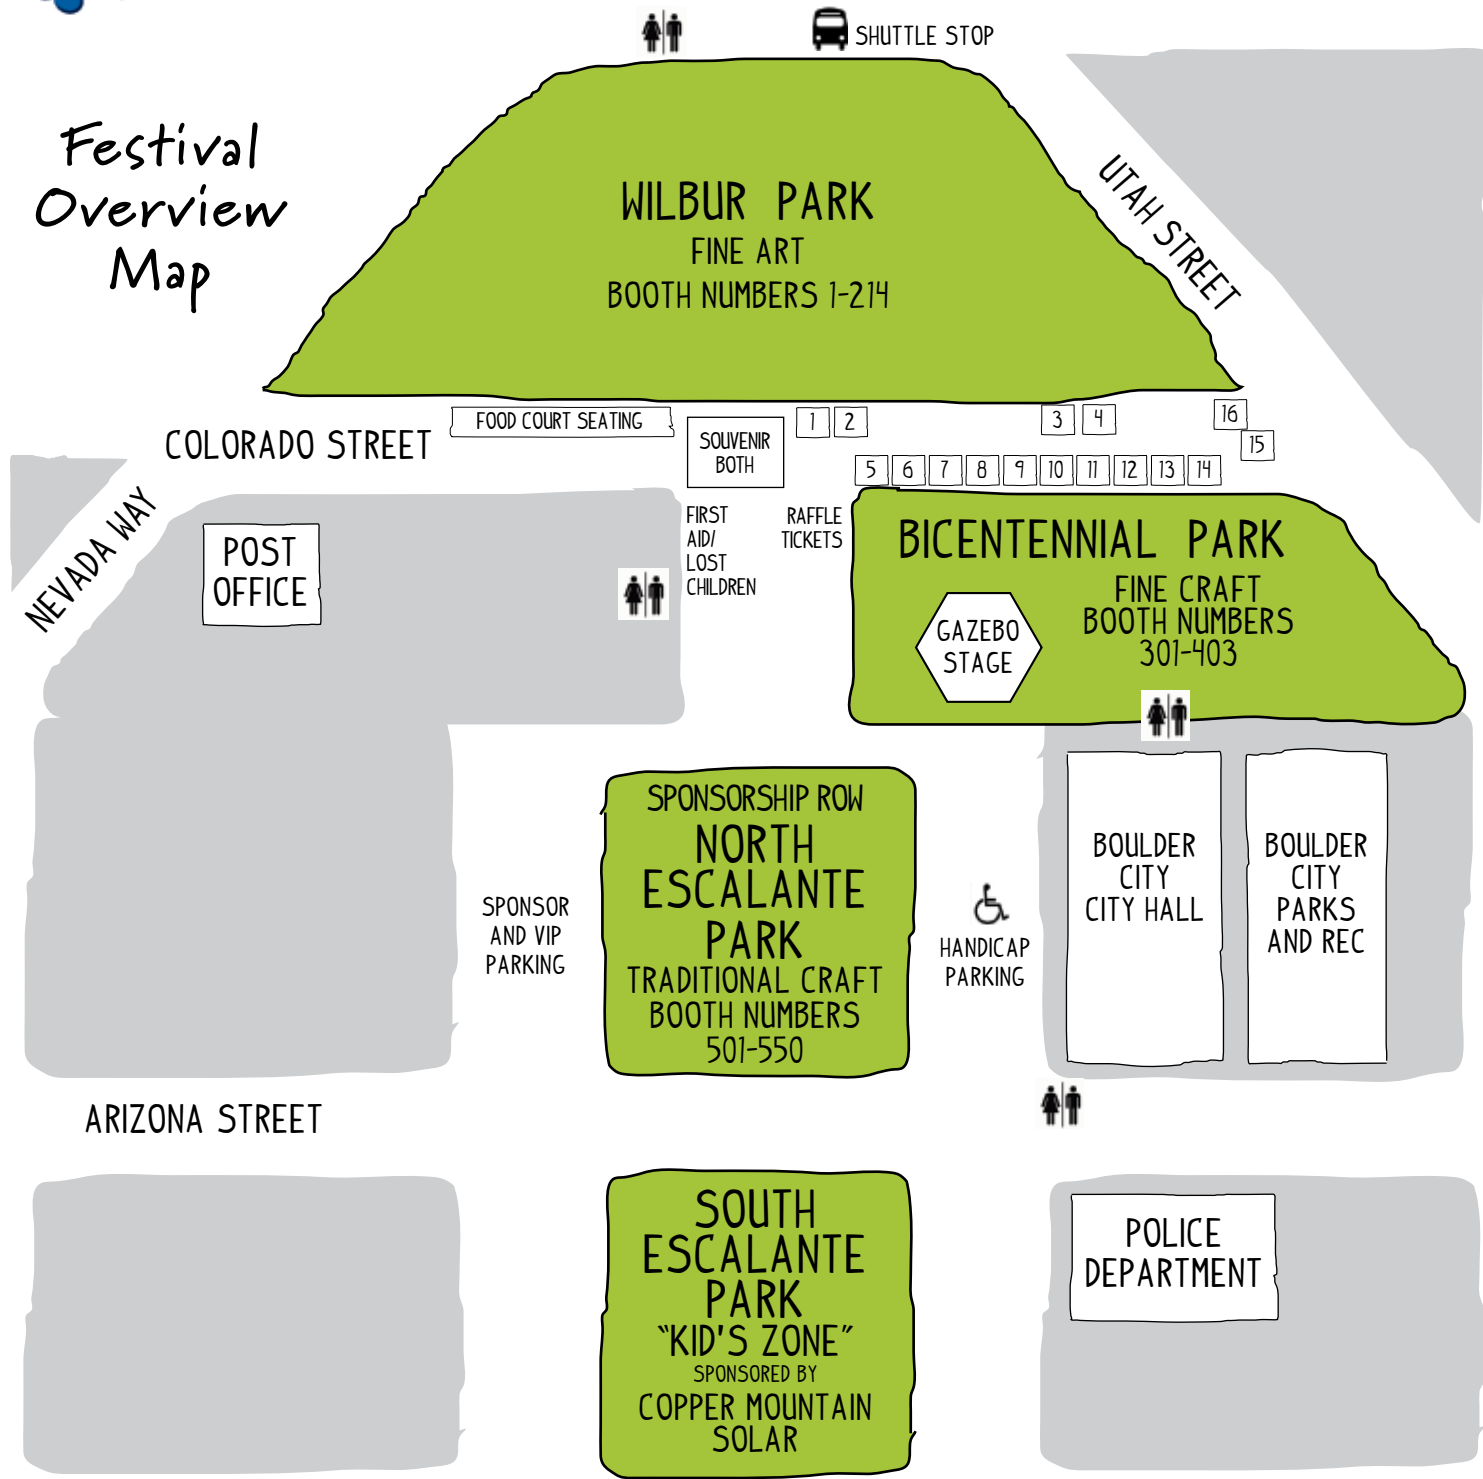 SHUTTLE STOP
Festival
Overview
Map
WILBUR PARK
FINE ART
BOOTH NUMBERS 1-214
UTAH STREET
FOOD COURT SEATING
COLORADO STREET
SOUVENIR
BOTH
1
2
3
4
16
15
5
6
7
8
9
10
11
12
13
14
NEVADA WAY
POST
OFFICE
FIRST
AID/
LOST
CHILDREN
RAFFLE
TICKETS
BICENTENNIAL PARK
FINE CRAFT
BOOTH NUMBERS
301-403
GAZEBO
STAGE
SPONSORSHIP ROW
NORTH
ESCALANTE
PARK
TRADITIONAL CRAFT
BOOTH NUMBERS
501-550
SPONSOR
AND VIP
PARKING
HANDICAP
PARKING
BOULDER
CITY
CITY HALL
BOULDER
CITY
PARKS
AND REC
ARIZONA STREET
SOUTH
ESCALANTE
PARK
"KID'S ZONE"
SPONSORED BY
COPPER MOUNTAIN
SOLAR
POLICE
DEPARTMENT